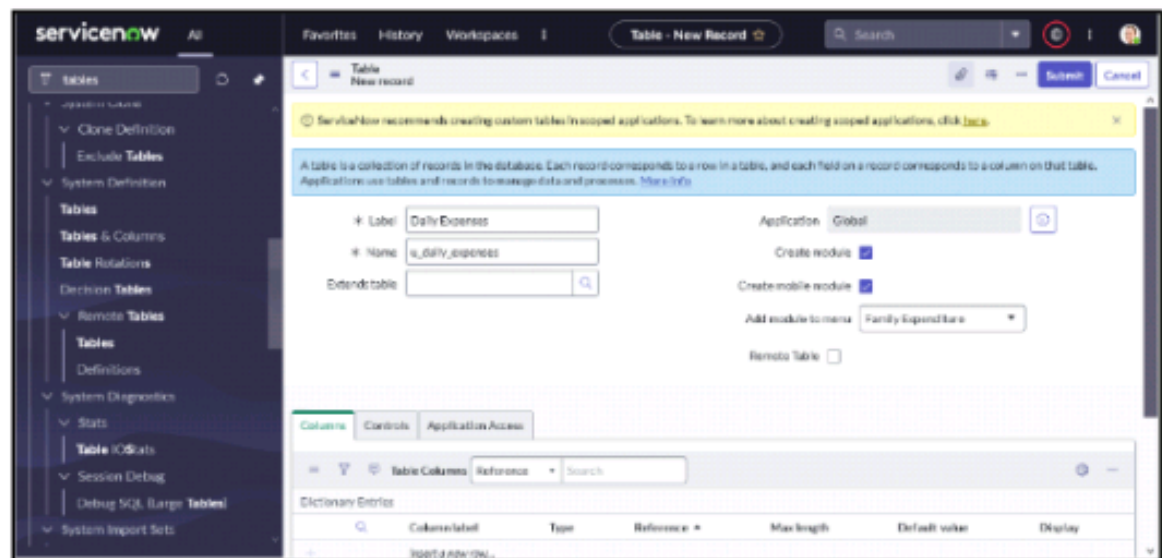 servicenow All Favorites History Workspaces Table - New Record Search
tables
Table
New record
Submit Cancel
Clone Definition
Exclude Tables
System Definition
Tables
Tables & Columns
Table Rotations
Decision Tables
Remote Tables
Tables
Definitions
System Diagnostics
Stats
Table IOStats
Session Debug
Debug SQL (Large Tables)
System Import Sets
ServiceNow recommends creating custom tables in scoped applications. To learn more about creating scoped applications, click here.
A table is a collection of records in the database. Each record corresponds to a row in a table, and each field on a record corresponds to a column on that table.
Applications use tables and records to manage data and processes. More Info
* Label Daily Expenses
* Name u_daily_expenses
Extends table
Application Global
Create module
Create mobile module
Add module to menu Family Expenditure
Remote Table
Columns Controls Application Access
Table Columns Reference Search
Dictionary Entries
Column label Type Reference Max length Default value Display
Insert a new row...